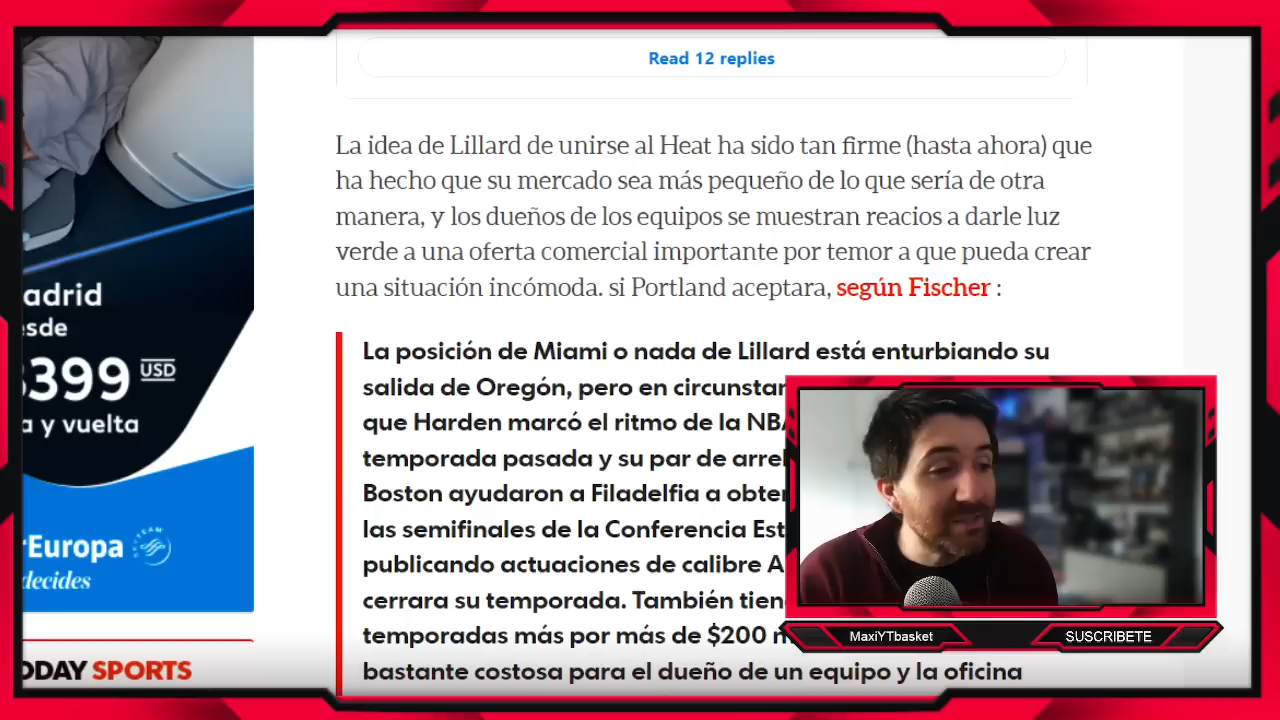 Read 12 replies
La idea de Lillard de unirse al Heat ha sido tan firme (hasta ahora) que
ha hecho que su mercado sea más pequeño de lo que sería de otra
manera, y los dueños de los equipos se muestran reacios a darle luz
verde a una oferta comercial importante por temor a que pueda crear
una situación incómoda. si Portland aceptara, según Fischer :
La posición de Miami o nada de Lillard está enturbiando su
salida de Oregón, pero en circunstan
que Harden marcó el ritmo de la NBA
temporada pasada y su par de arre
Boston ayudaron a Filadelfia a obte
las semifinales de la Conferencia Est
publicando actuaciones de calibre A
cerrara su temporada. También tien
temporadas más por más de $200 m
bastante costosa para el dueño de un equipo y la oficina
adrid
esde
$399 USD
a y vuelta
rEuropa
SKYTEAM
decides
ODAY SPORTS
MaxiYTbasket
SUSCRIBETE